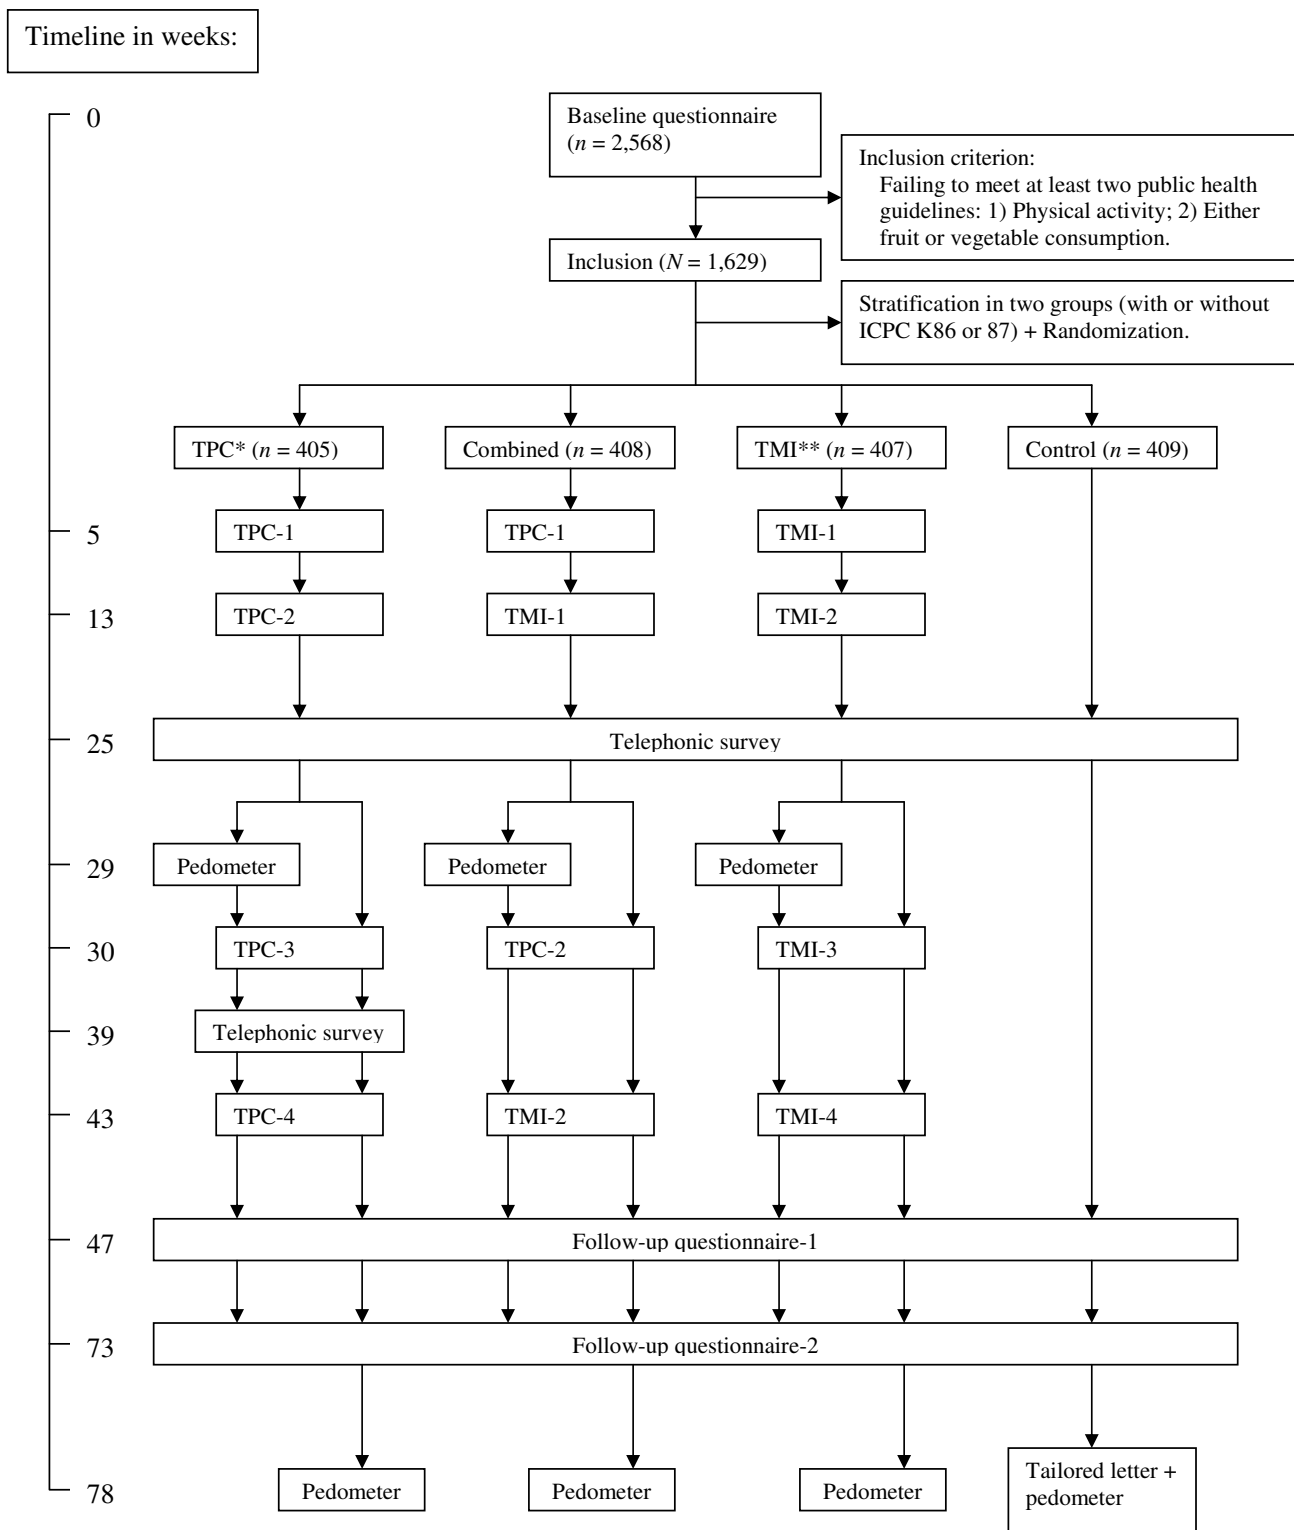 Timeline in weeks:
0
Baseline questionnaire
(n = 2,568)
Inclusion criterion:
Failing to meet at least two public health
guidelines: 1) Physical activity; 2) Either
fruit or vegetable consumption.
Inclusion (N = 1,629)
Stratification in two groups (with or without
ICPC K86 or 87) + Randomization.
TPC* (n = 405)
Combined (n = 408)
TMI** (n = 407)
Control (n = 409)
5
TPC-1
TPC-1
TMI-1
13
TPC-2
TMI-1
TMI-2
25
Telephonic survey
29
Pedometer
Pedometer
Pedometer
30
TPC-3
TPC-2
TMI-3
39
Telephonic survey
43
TPC-4
TMI-2
TMI-4
47
Follow-up questionnaire-1
73
Follow-up questionnaire-2
78
Pedometer
Pedometer
Pedometer
Tailored letter +
pedometer